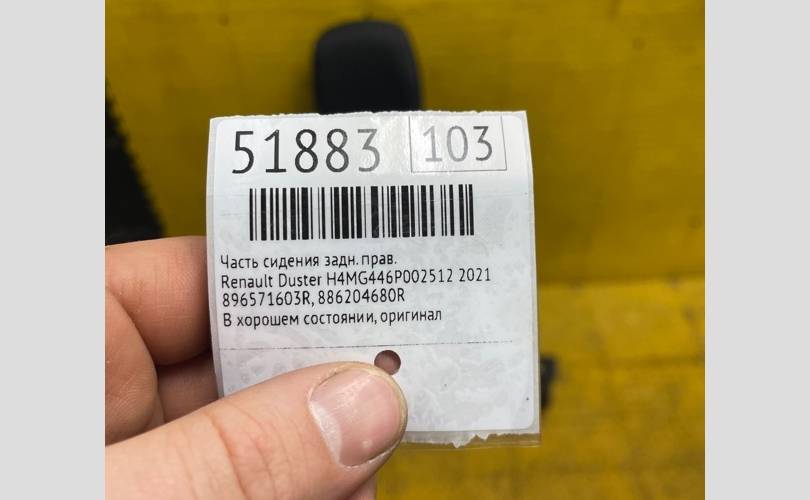 51883 103
Часть сидения задн. прав.
Renault Duster H4MG446P002512 2021
896571603R, 886204680R
В хорошем состоянии, оригинал